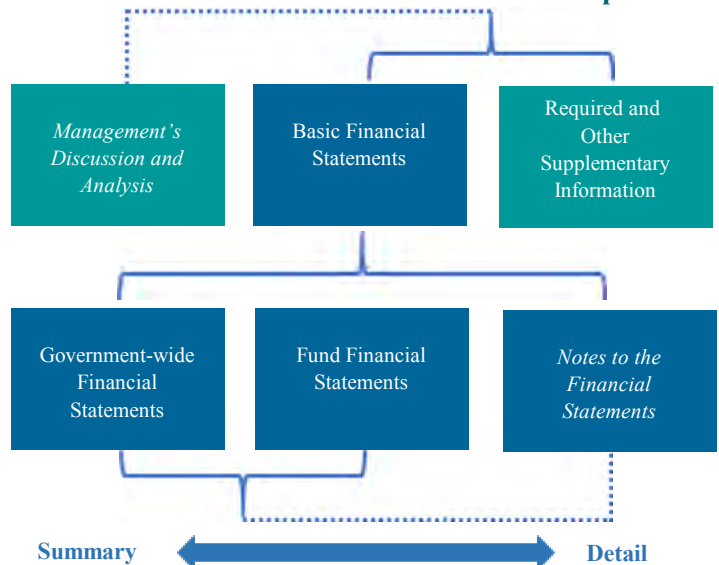 Management's
Discussion and
Analysis
Basic Financial
Statements
Required and
Other
Supplementary
Information
Government-wide
Financial
Statements
Fund Financial
Statements
Notes to the
Financial
Statements
Summary
Detail